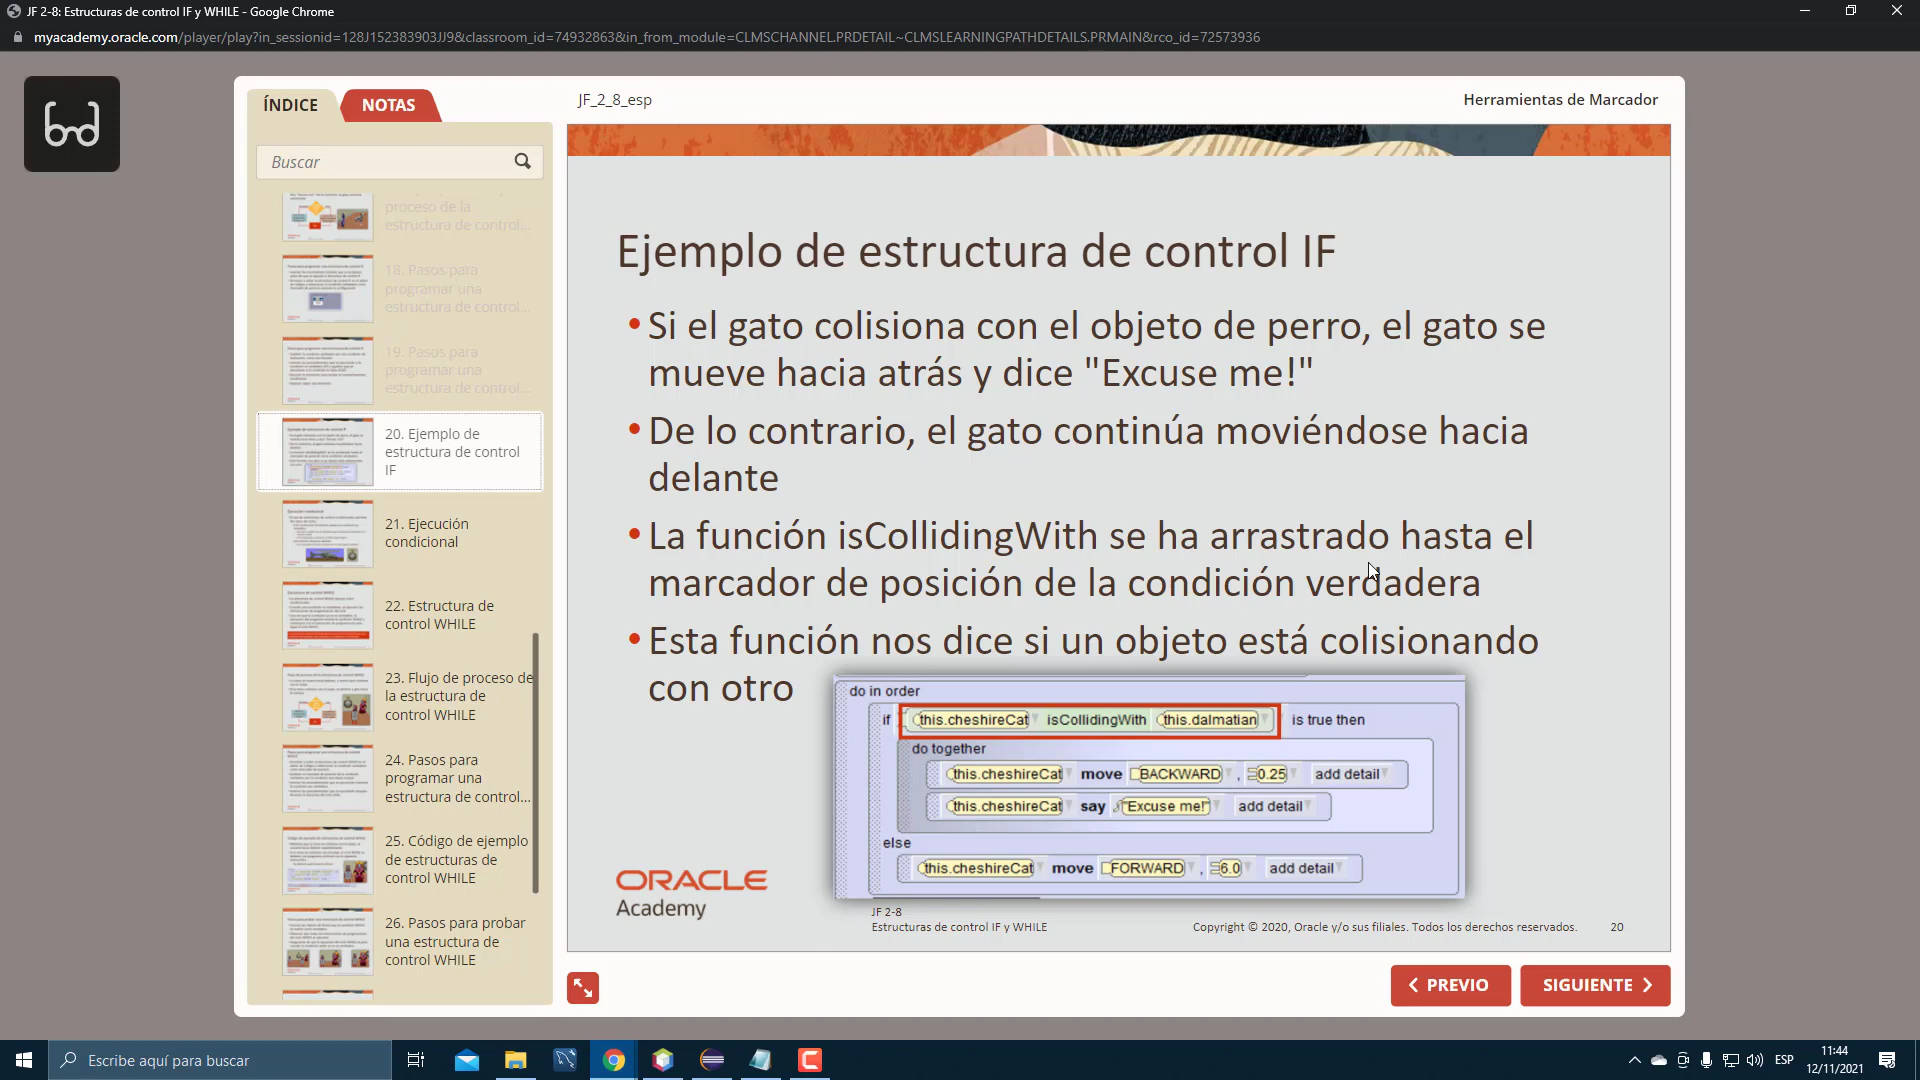 JF 2-8: Estructuras de control IF y WHILE - Google Chrome
myacademy.oracle.com/player/play?in_sessionid=128J152383903JJ9&classroom_id=74932863&in_from_module=CLMSCHANNEL.PRDETAIL~CLMSLEARNINGPATHDETAILS.PRMAIN&rco_id=72573936
ÍNDICE
NOTAS
JF_2_8_esp
Herramientas de Marcador
Buscar
proceso de la
estructura de control...
18. Pasos para
programar una
estructura de control...
19. Pasos para
programar una
estructura de control...
20. Ejemplo de
estructura de control
IF
21. Ejecución
condicional
22. Estructura de
control WHILE
23. Flujo de proceso de
la estructura de
control WHILE
24. Pasos para
programar una
estructura de control...
25. Código de ejemplo
de estructuras de
control WHILE
26. Pasos para probar
una estructura de
control WHILE
Ejemplo de estructura de control IF
•Si el gato colisiona con el objeto de perro, el gato se
mueve hacia atrás y dice "Excuse me!"
•De lo contrario, el gato continúa moviéndose hacia
delante
•La función isCollidingWith se ha arrastrado hasta el
marcador de posición de la condición verdadera
•Esta función nos dice si un objeto está colisionando
con otro
do in order
if this.cheshireCat isCollidingWith this.dalmatian is true then
do together
this.cheshireCat move BACKWARD , 0.25 add detail
this.cheshireCat say "Excuse me!" add detail
else
this.cheshireCat move FORWARD , 6.0 add detail
ORACLE
Academy
JF 2-8
Estructuras de control IF y WHILE
Copyright © 2020, Oracle y/o sus filiales. Todos los derechos reservados.
20
PREVIO
SIGUIENTE
Escribe aquí para buscar
ESP
11:44
12/11/2021